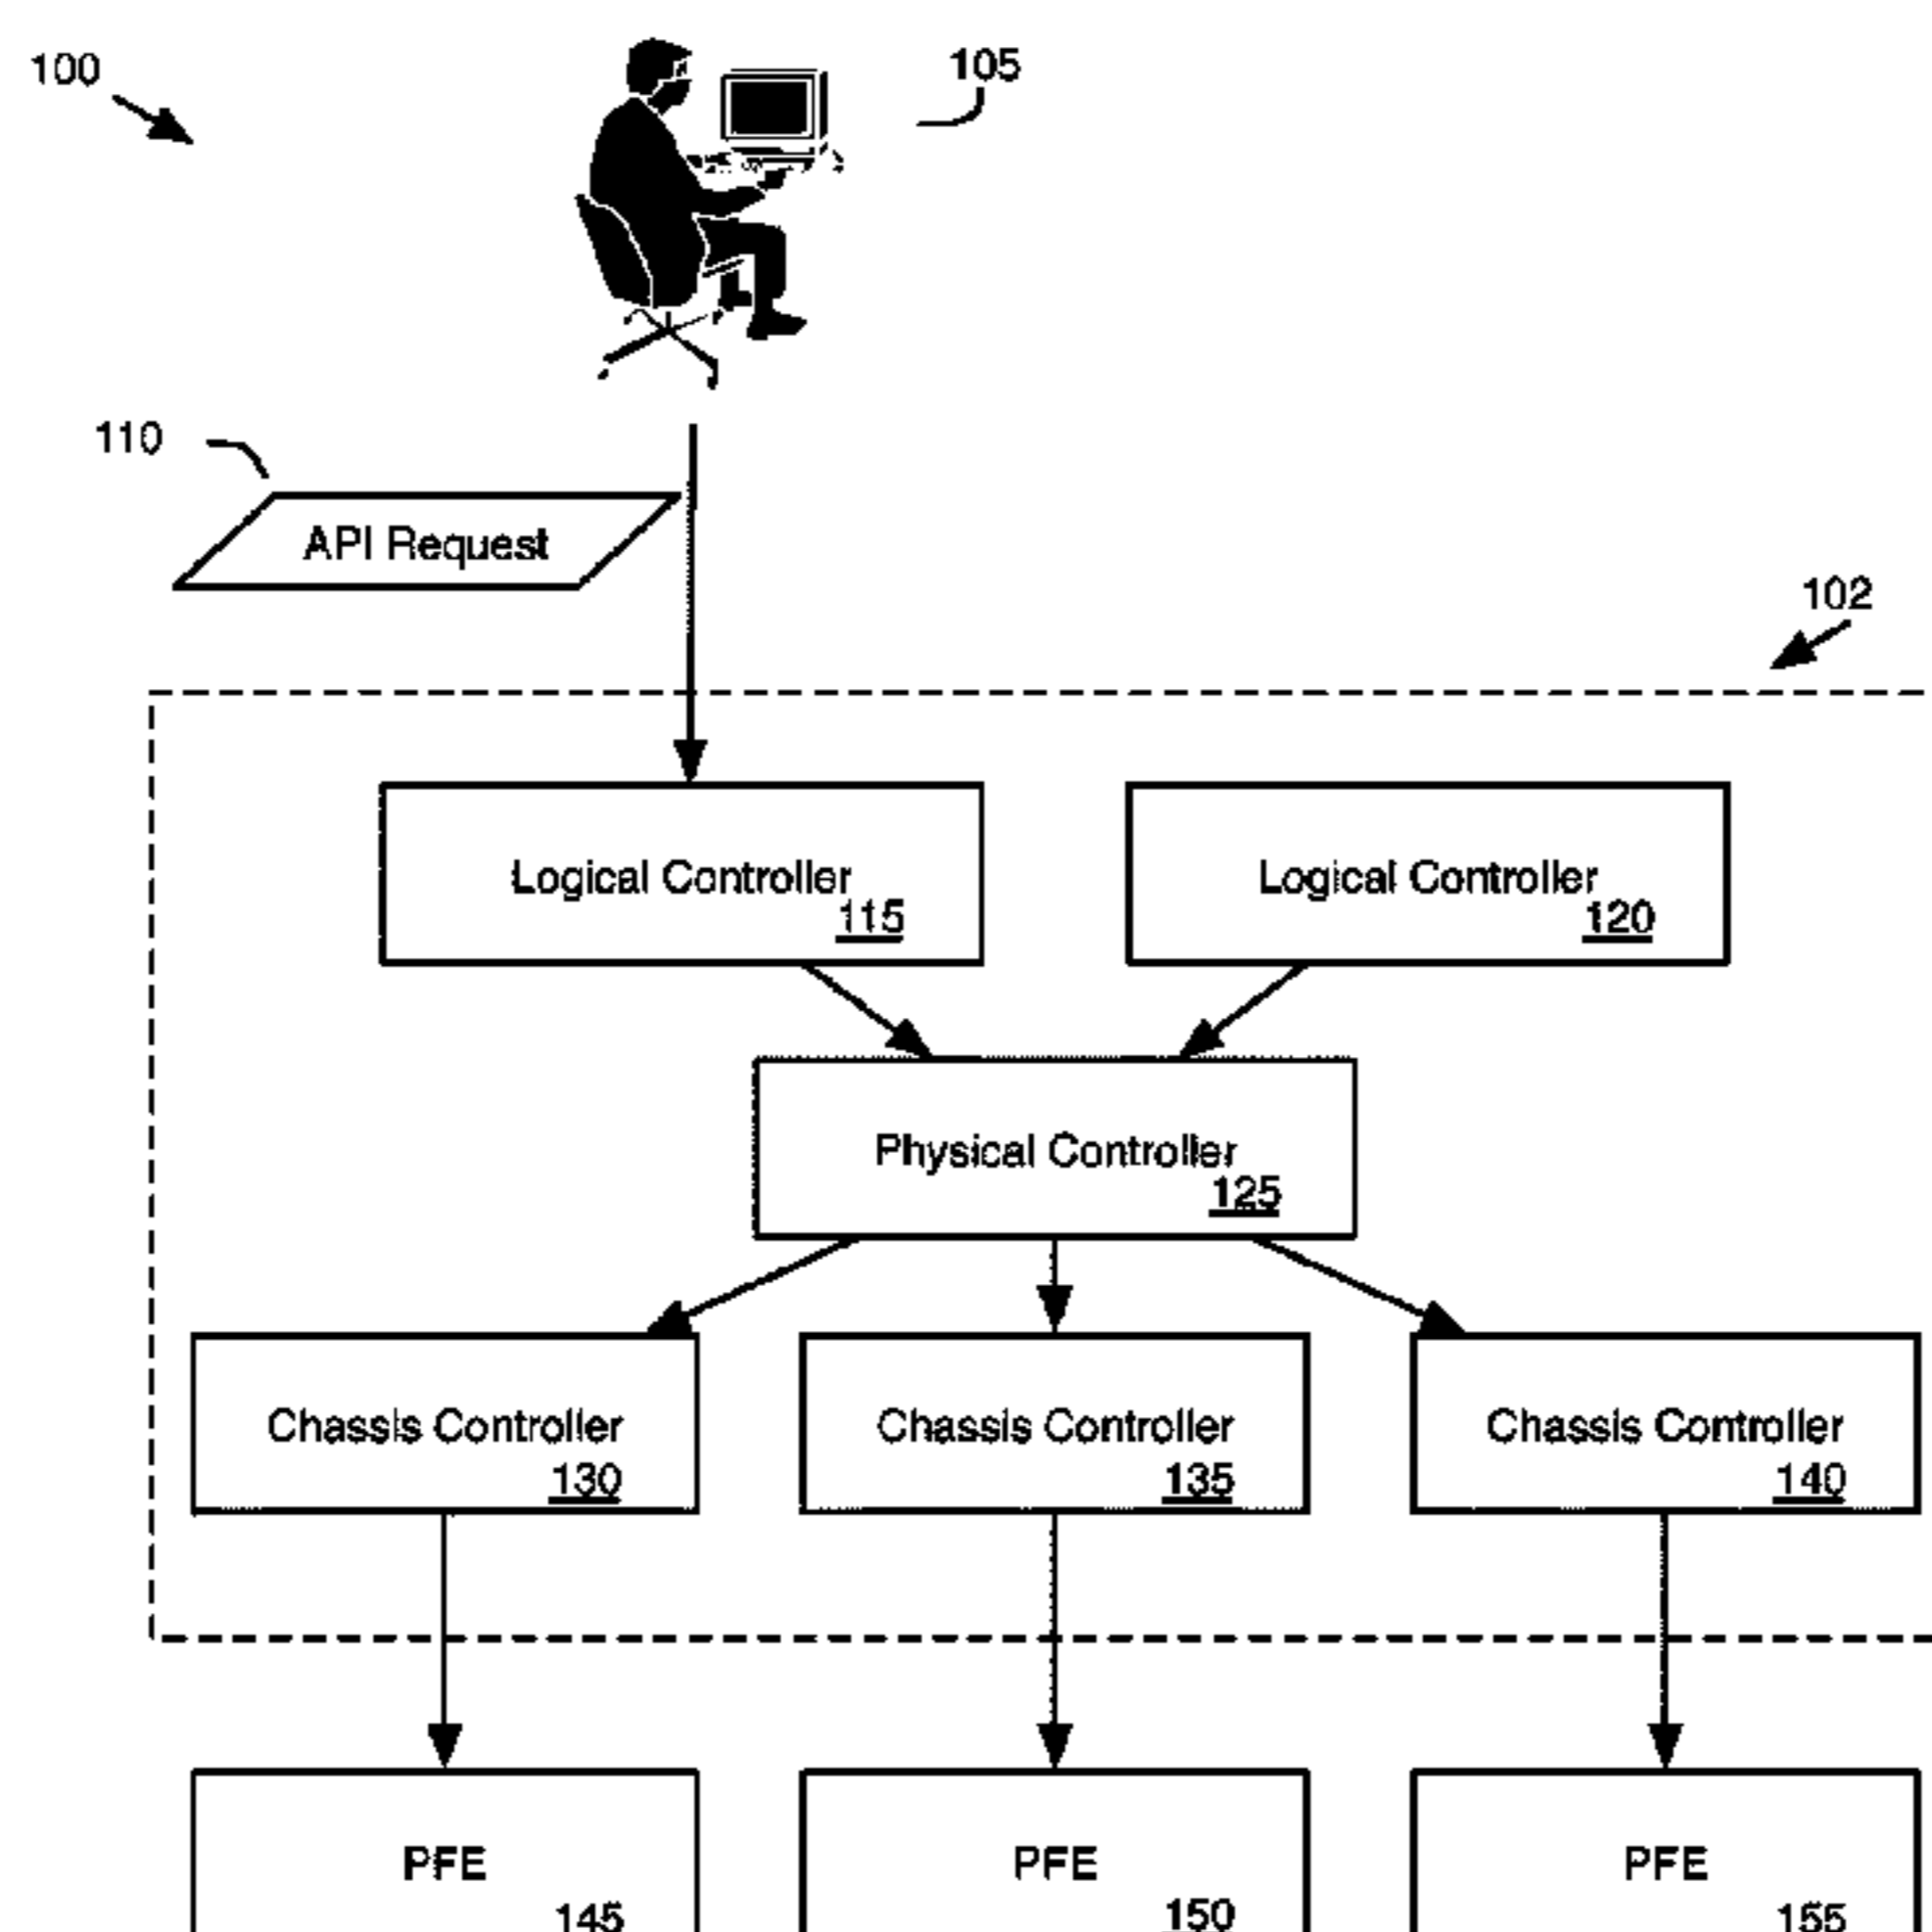 100
105
110
API Request
102
Logical Controller
115
Logical Controller
120
Physical Controller
125
Chassis Controller
130
Chassis Controller
135
Chassis Controller
140
PFE
145
PFE
150
PFE
155